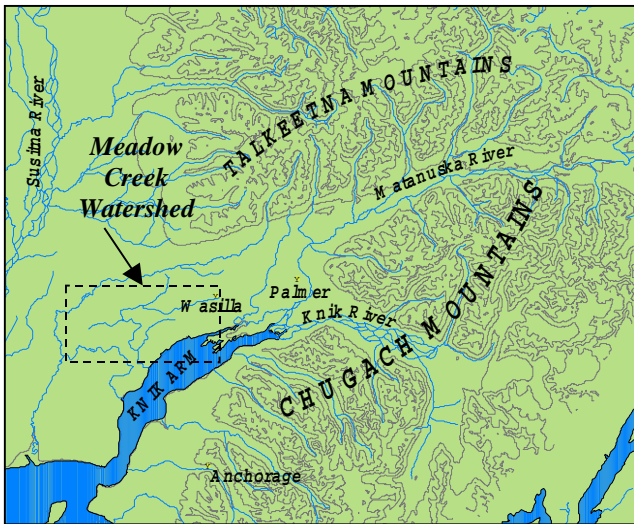 TALKEETNA MOUNTAINS
Susitna River
Meadow
Creek
Watershed
Matanuska River
Palmer
Wasilla
Knik River
CHUGACH MOUNTAINS
KNIK ARM
Anchorage